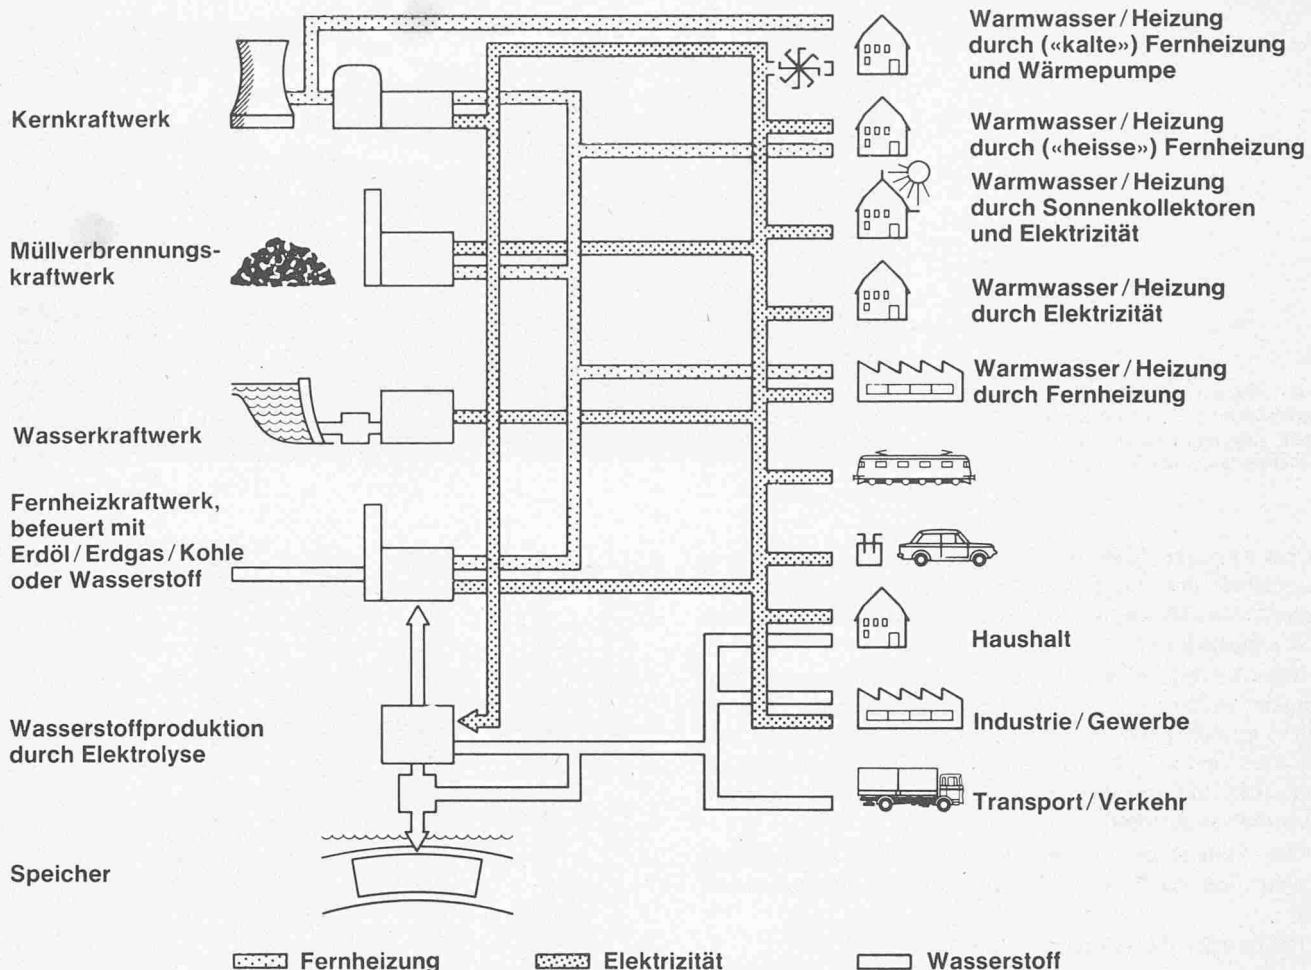 Kernkraftwerk
Müllverbrennungs-
kraftwerk
Wasserkraftwerk
Fernheizkraftwerk,
befeuert mit
Erdöl/Erdgas/Kohle
oder Wasserstoff
Wasserstoffproduktion
durch Elektrolyse
Speicher
Warmwasser/Heizung
durch («kalte») Fernheizung
und Wärmepumpe
Warmwasser/Heizung
durch («heisse») Fernheizung
Warmwasser/Heizung
durch Sonnenkollektoren
und Elektrizität
Warmwasser/Heizung
durch Elektrizität
Warmwasser/Heizung
durch Fernheizung
Haushalt
Industrie/Gewerbe
Transport/Verkehr
Fernheizung
Elektrizität
Wasserstoff